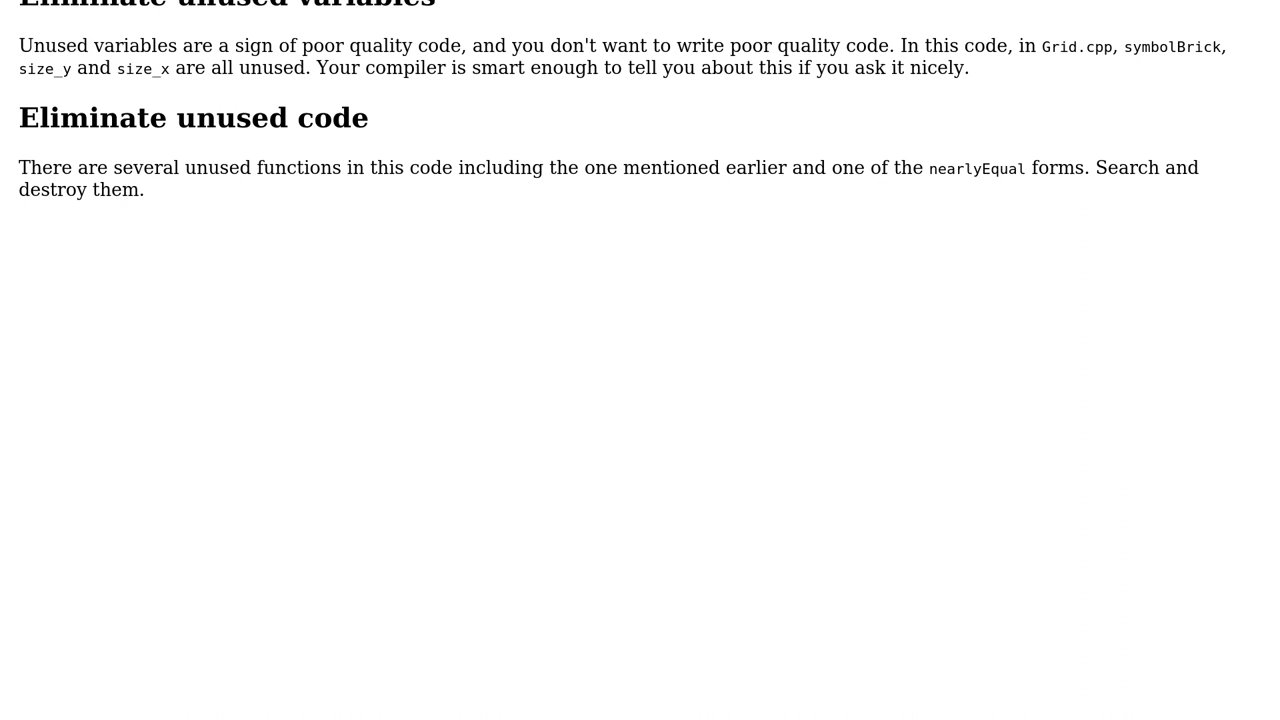 Eliminate unused variables
Unused variables are a sign of poor quality code, and you don't want to write poor quality code. In this code, in Grid.cpp, symbolBrick,
size_y and size_x are all unused. Your compiler is smart enough to tell you about this if you ask it nicely.
Eliminate unused code
There are several unused functions in this code including the one mentioned earlier and one of the nearlyEqual forms. Search and
destroy them.